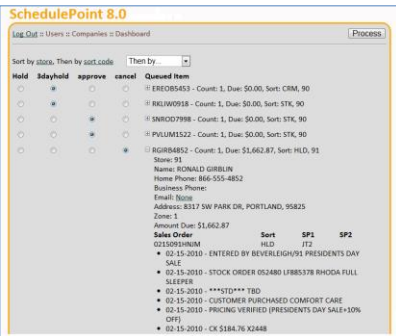 SchedulePoint 8.0
Log Out :: Users :: Companies :: Dashboard
Process
Sort by store, Then by sort code Then by...
Hold 3dayhold approve cancel Queued Item
EREOB5453 - Count: 1, Due: $0.00, Sort: CRM, 90
RKLIW0918 - Count: 1, Due: $0.00, Sort: STK, 90
SNROD7998 - Count: 1, Due: $0.00, Sort: STK, 90
PVLUM1522 - Count: 1, Due: $0.00, Sort: STK, 90
RGIRB4852 - Count: 1, Due: $1,662.87, Sort: HLD, 91
Store: 91
Name: RONALD GIRBLIN
Home Phone: 866-555-4852
Business Phone:
Email: None
Address: 8317 SW PARK DR, PORTLAND, 95825
Zone: 1
Amount Due: $1,662.87
Sales Order Sort SP1 SP2
0215091HNJM HLD JT2
• 02-15-2010 - ENTERED BY BEVERLEIGH/91 PRESIDENTS DAY
SALE
• 02-15-2010 - STOCK ORDER 052480 LF885378 RHODA FULL
SLEEPER
• 02-15-2010 - ***STD*** TBD
• 02-15-2010 - CUSTOMER PURCHASED COMFORT CARE
• 02-15-2010 - PRICING VERIFIED (PRESIDENTS DAY SALE+10%
OFF)
• 02-15-2010 - CK $184.76 X2448